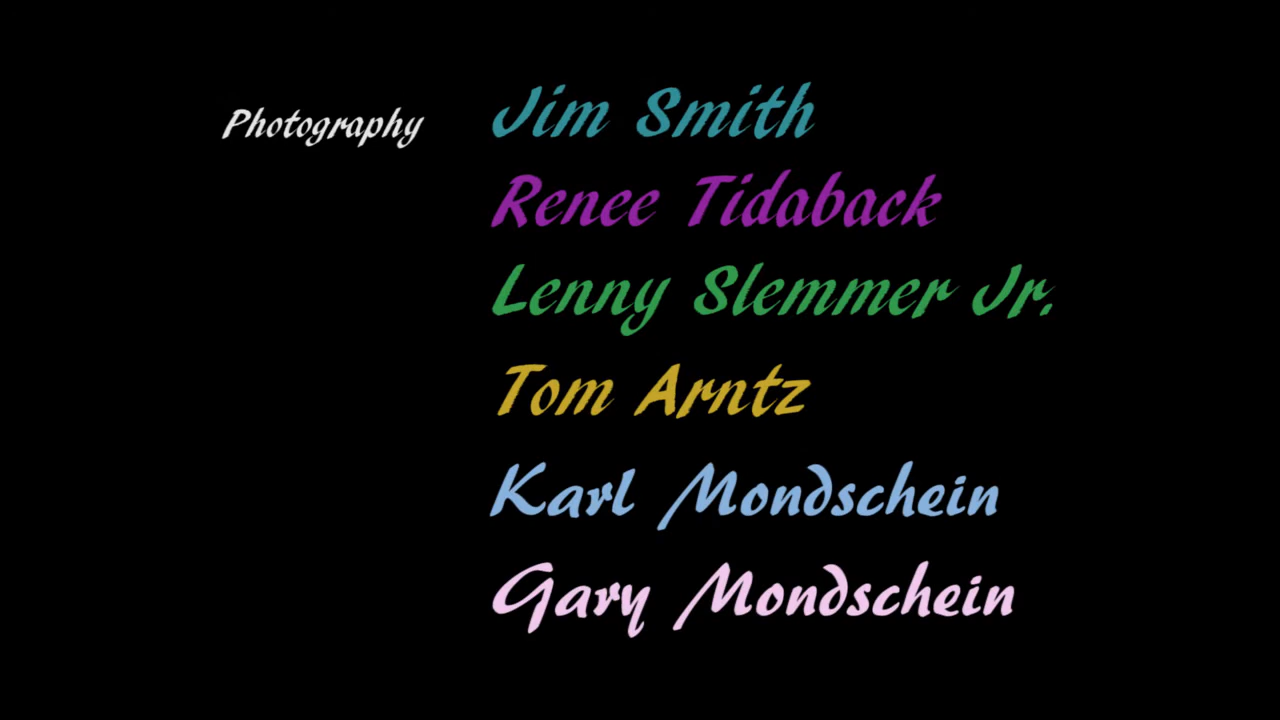 Photography Jim Smith
Renee Tidaback
Lenny Slemmer Jr.
Tom Arntz
Karl Mondschein
Gary Mondschein